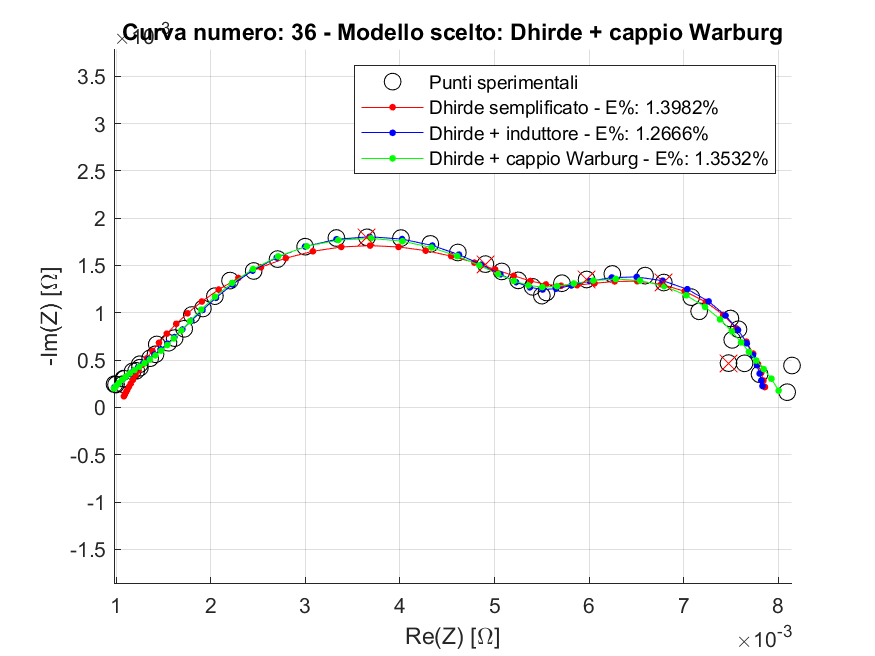 Curva numero: 36 - Modello scelto: Dhirde + cappio Warburg
×10⁻³
Punti sperimentali
Dhirde semplificato - E%: 1.3982%
Dhirde + induttore - E%: 1.2666%
Dhirde + cappio Warburg - E%: 1.3532%
3.5
3
2.5
2
1.5
1
0.5
0
-0.5
-1
-1.5
-Im(Z) [Ω]
1 2 3 4 5 6 7 8
Re(Z) [Ω]
×10⁻³